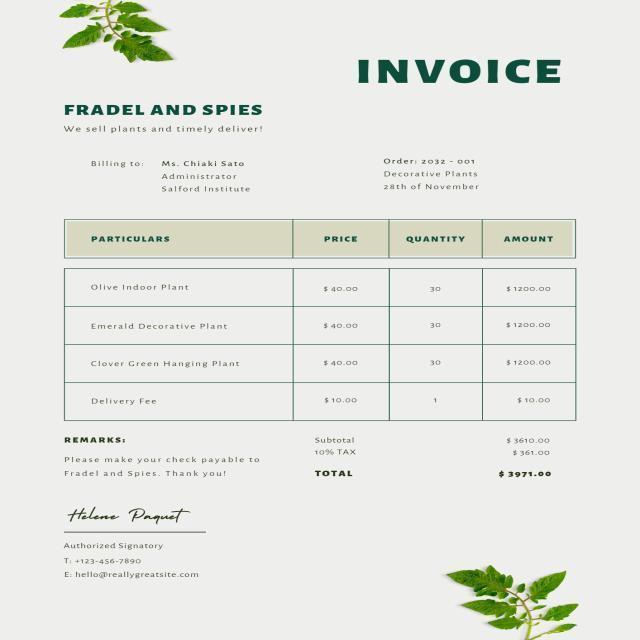 INVOICE
FRADEL AND SPIES
We sell plants and timely deliver!
Billing to: Ms. Chiaki Sato
Administrator
Salford Institute
Order: 2032 - 001
Decorative Plants
28th of November
PARTICULARS PRICE QUANTITY AMOUNT
Olive Indoor Plant $ 40.00 30 $ 1200.00
Emerald Decorative Plant $ 40.00 30 $ 1200.00
Clover Green Hanging Plant $ 40.00 30 $ 1200.00
Delivery Fee $ 10.00 1 $ 10.00
REMARKS:
Please make your check payable to
Fradel and Spies. Thank you!
Subtotal $ 3610.00
10% TAX $ 361.00
TOTAL $ 3971.00
Helene Paquet
Authorized Signatory
T: +123-456-7890
E: hello@reallygreatsite.com